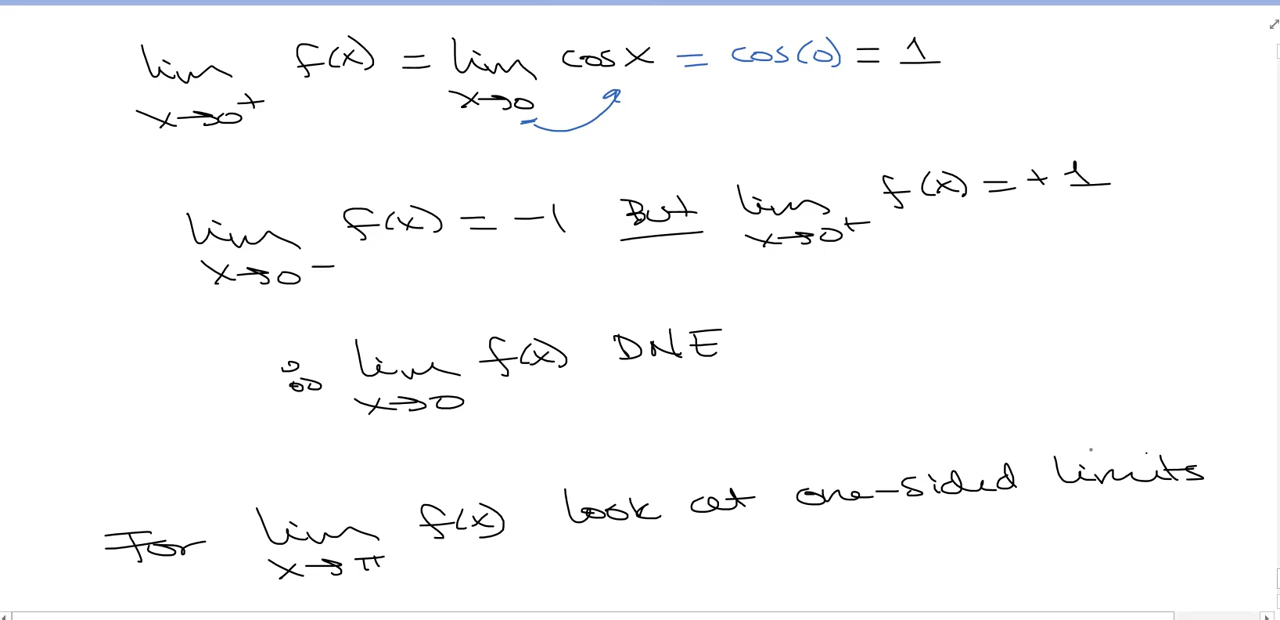 lim x→0⁺ f(x) = lim x→0 cos x = cos(0) = 1
lim x→0⁻ f(x) = -1 But lim x→0⁺ f(x) = +1
∴ lim x→0 f(x) DNE
For lim x→π f(x) look at one-sided limits